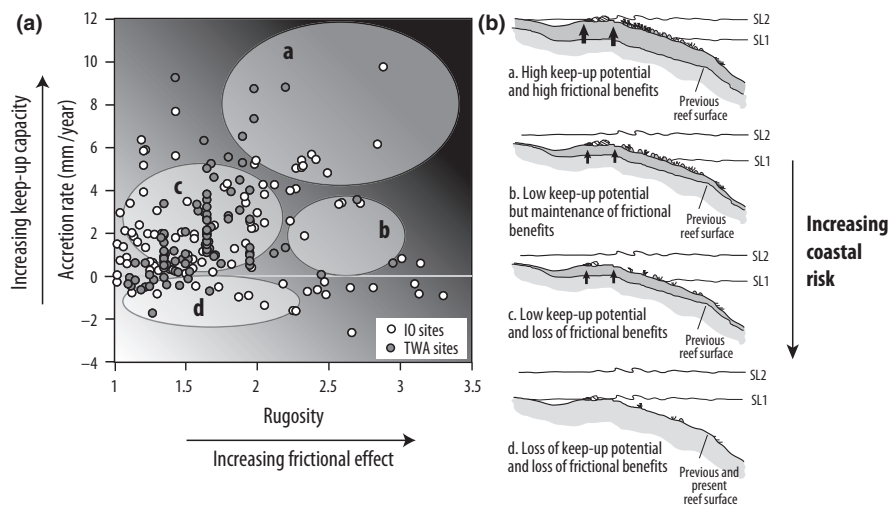 (a)
12
10
8
6
4
2
0
−2
−4
Increasing keep-up capacity
Accretion rate (mm /year)
a
c
b
d
IO sites
TWA sites
1
1.5
2
2.5
3
3.5
Rugosity
Increasing frictional effect
(b)
SL2
SL1
a. High keep-up potential
and high frictional benefits
Previous
reef surface
SL2
SL1
b. Low keep-up potential
but maintenance of frictional
benefits
Previous
reef surface
SL2
SL1
c. Low keep-up potential
and loss of frictional benefits
Previous
reef surface
SL2
SL1
d. Loss of keep-up potential
and loss of frictional benefits
Previous and
present
reef surface
Increasing
coastal
risk